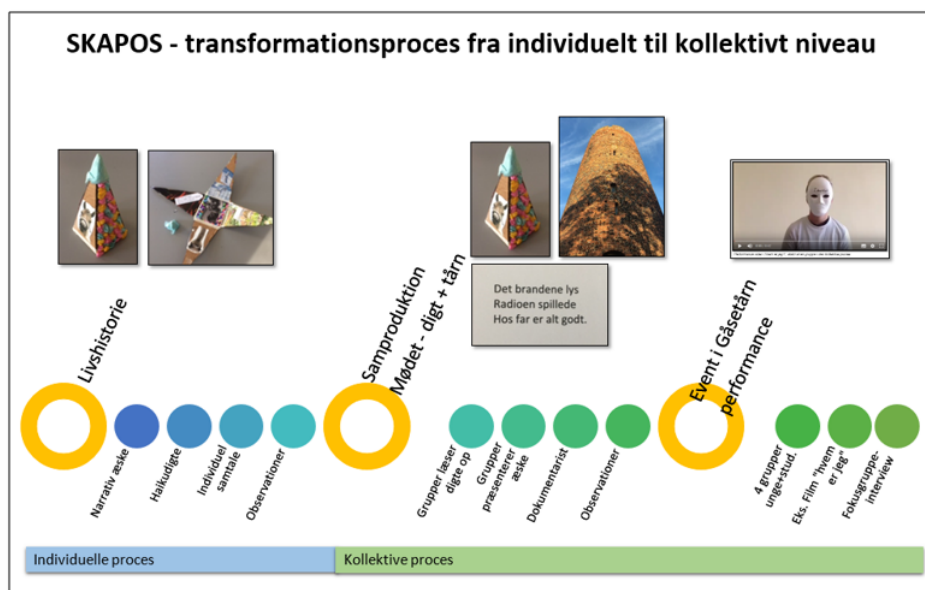 SKAPOS - transformationsproces fra individuelt til kollektivt niveau
Det brandene lys
Radioen spillede
Hos far er alt godt.
Livshistorie
Narrativ æske
Haikudigte
Individuel
samtale
Observationer
Samproduktion
Mødet - digt + tårn
Grupper læser
digte op
Grupper
præsenterer
æske
Dokumentarist
Observationer
Event i Gåsetårn
performance
4 grupper
unge+stud.
Eks. Film "hvem
er jeg"
Fokusgruppe-
interview
Individuelle proces
Kollektive proces